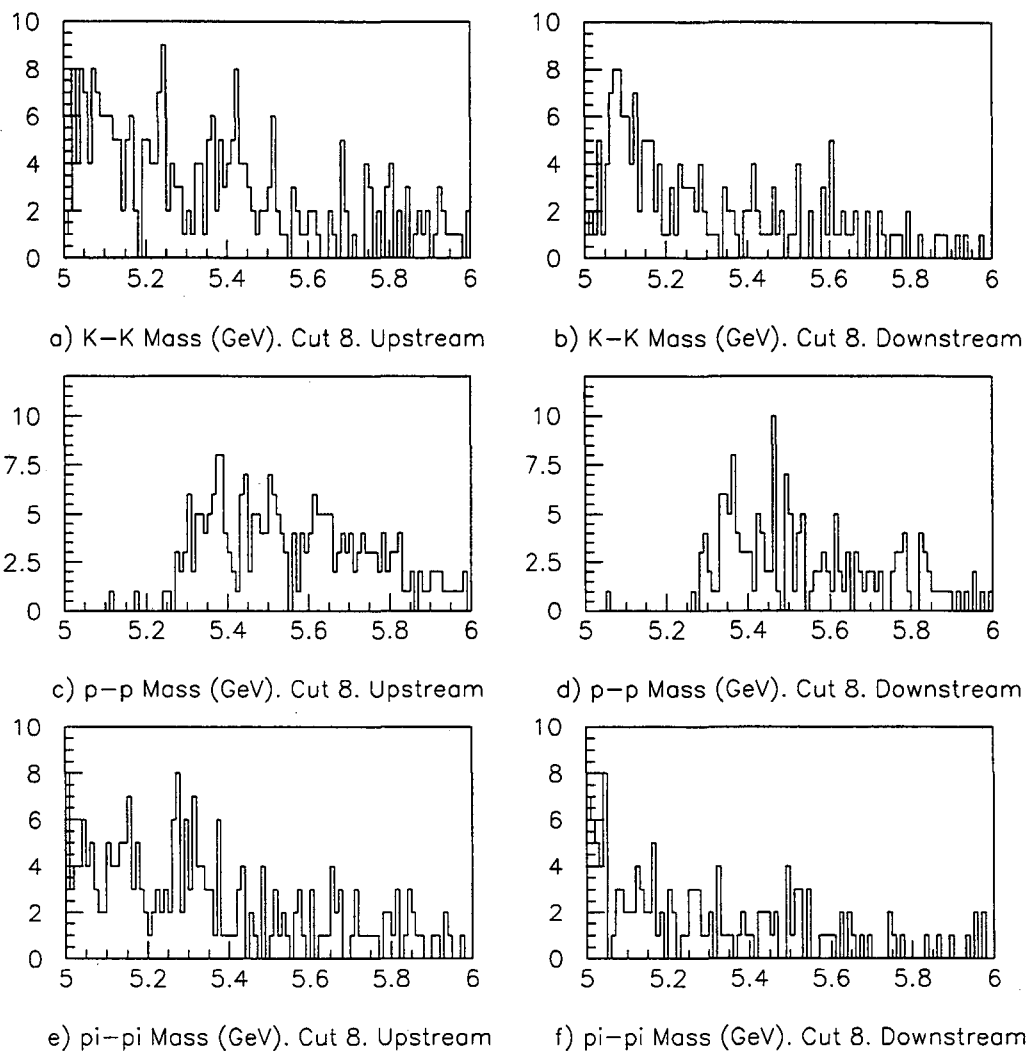 10
8
6
4
2
0
5 5.2 5.4 5.6 5.8 6
a) K-K Mass (GeV). Cut 8. Upstream
10
8
6
4
2
0
5 5.2 5.4 5.6 5.8 6
b) K-K Mass (GeV). Cut 8. Downstream
10
7.5
5
2.5
0
5 5.2 5.4 5.6 5.8 6
c) p-p Mass (GeV). Cut 8. Upstream
10
7.5
5
2.5
0
5 5.2 5.4 5.6 5.8 6
d) p-p Mass (GeV). Cut 8. Downstream
10
8
6
4
2
0
5 5.2 5.4 5.6 5.8 6
e) pi-pi Mass (GeV). Cut 8. Upstream
10
8
6
4
2
0
5 5.2 5.4 5.6 5.8 6
f) pi-pi Mass (GeV). Cut 8. Downstream